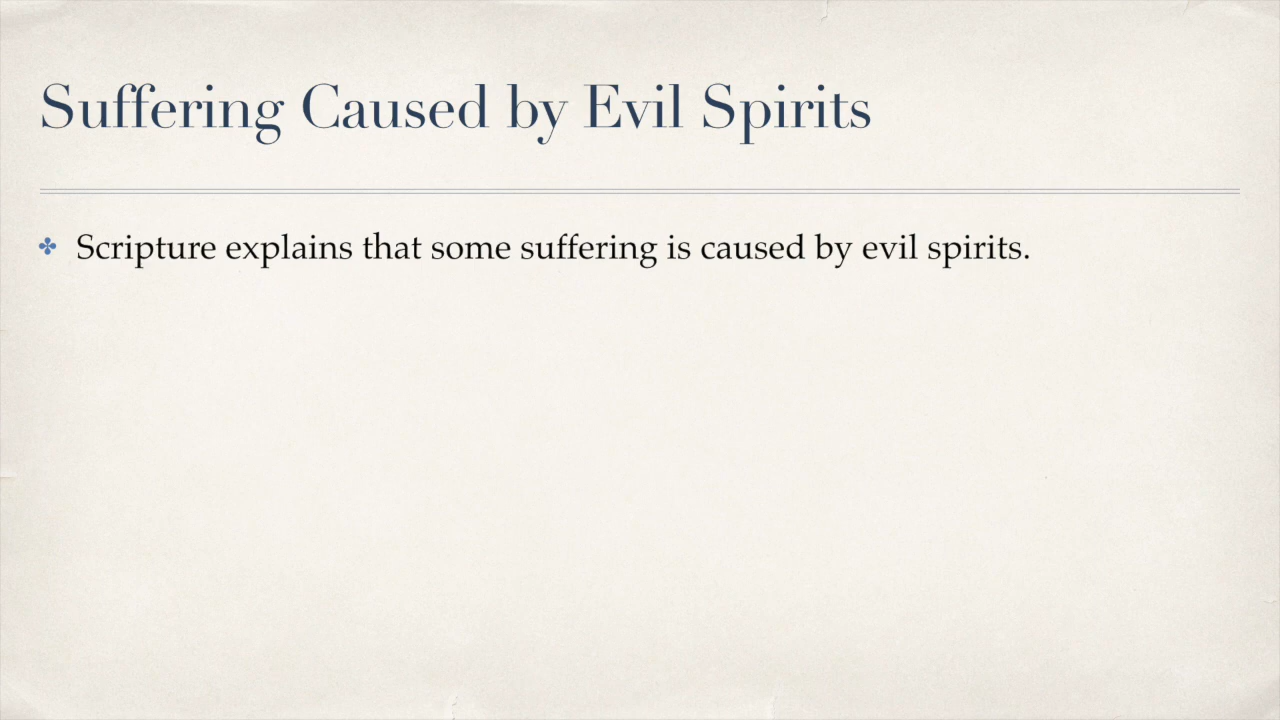 Suffering Caused by Evil Spirits
Scripture explains that some suffering is caused by evil spirits.